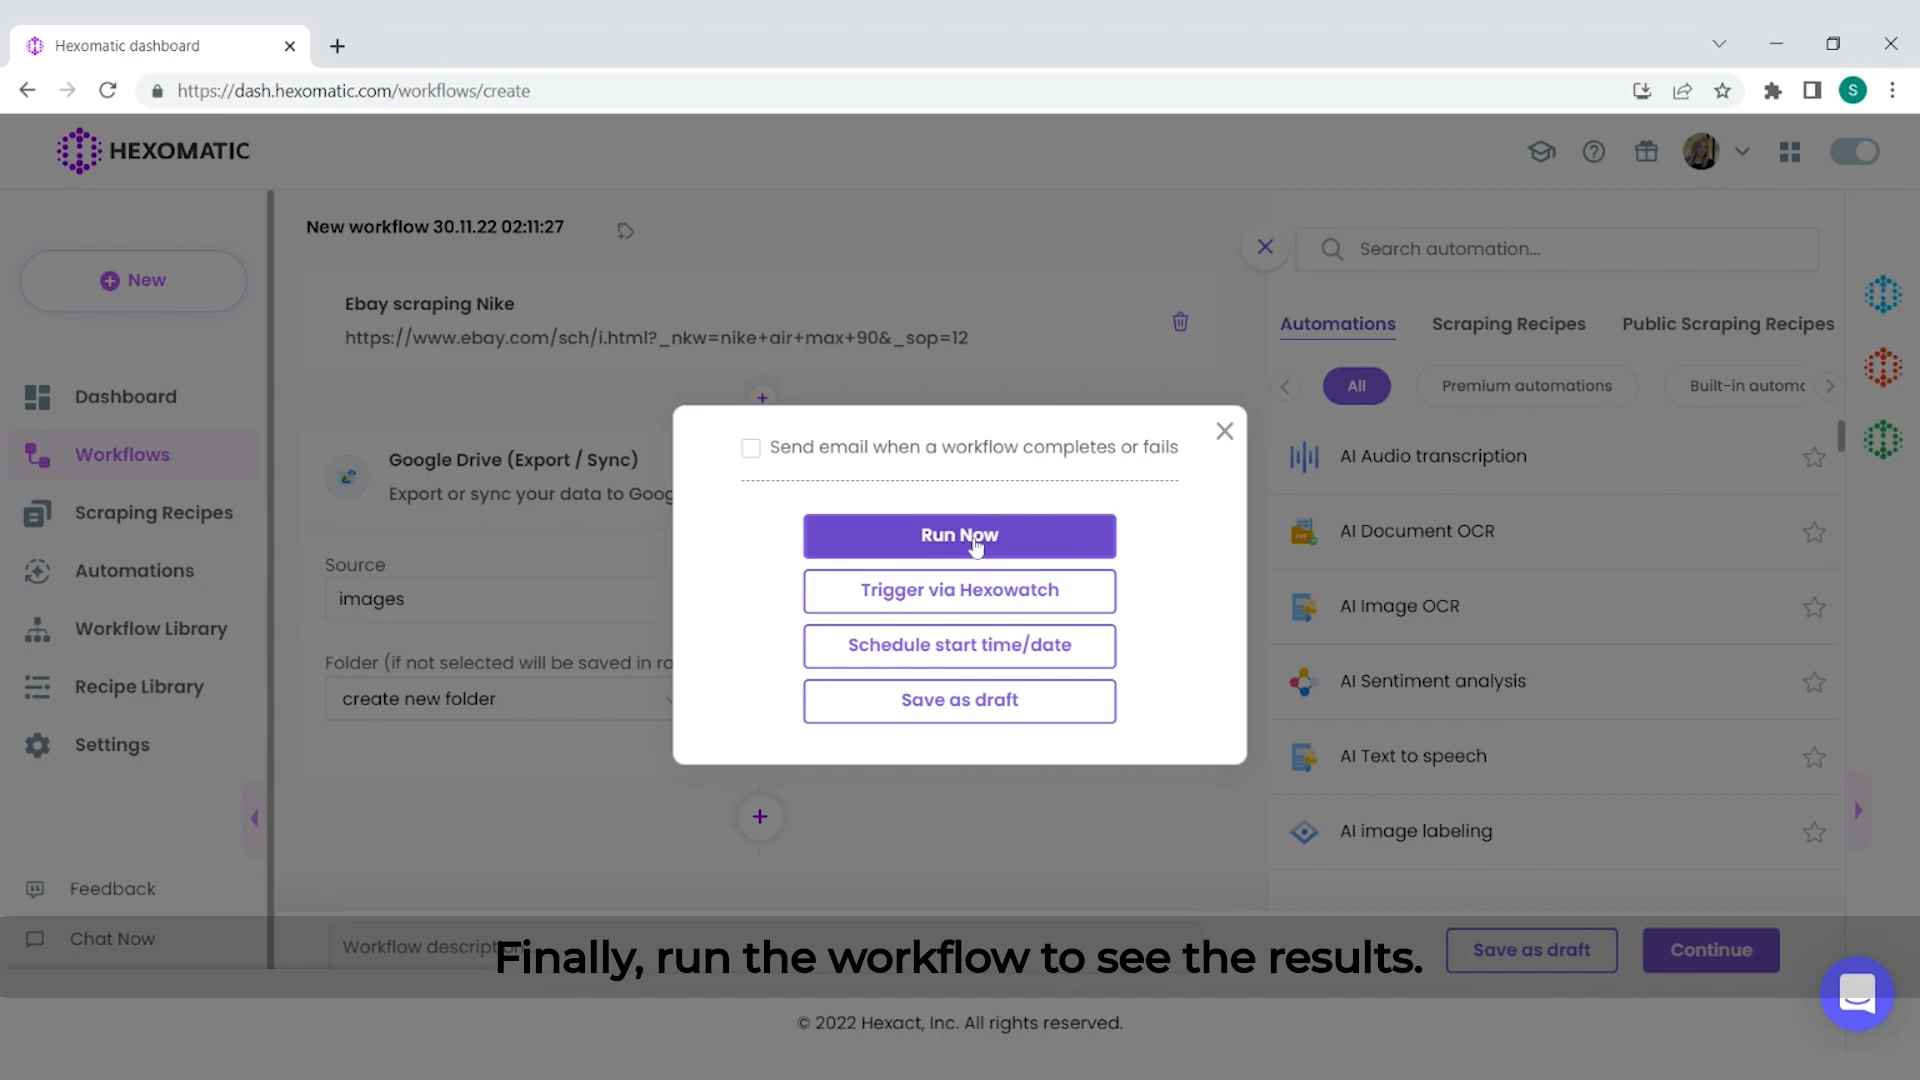 Hexomatic dashboard
https://dash.hexomatic.com/workflows/create
S
HEXOMATIC
New
Dashboard
Workflows
Scraping Recipes
Automations
Workflow Library
Recipe Library
Settings
Feedback
Chat Now
New workflow 30.11.22 02:11:27
Ebay scraping Nike
https://www.ebay.com/sch/i.html?_nkw=nike+air+max+90&_sop=12
Google Drive (Export / Sync)
Export or sync your data to Goog
Source
images
Folder (if not selected will be saved in ro
create new folder
Send email when a workflow completes or fails
Run Now
Trigger via Hexowatch
Schedule start time/date
Save as draft
Search automation...
Automations Scraping Recipes Public Scraping Recipes
All Premium automations Built-in automc
AI Audio transcription
AI Document OCR
AI Image OCR
AI Sentiment analysis
AI Text to speech
AI image labeling
Workflow description
Finally, run the workflow to see the results.
Save as draft Continue
© 2022 Hexact, Inc. All rights reserved.